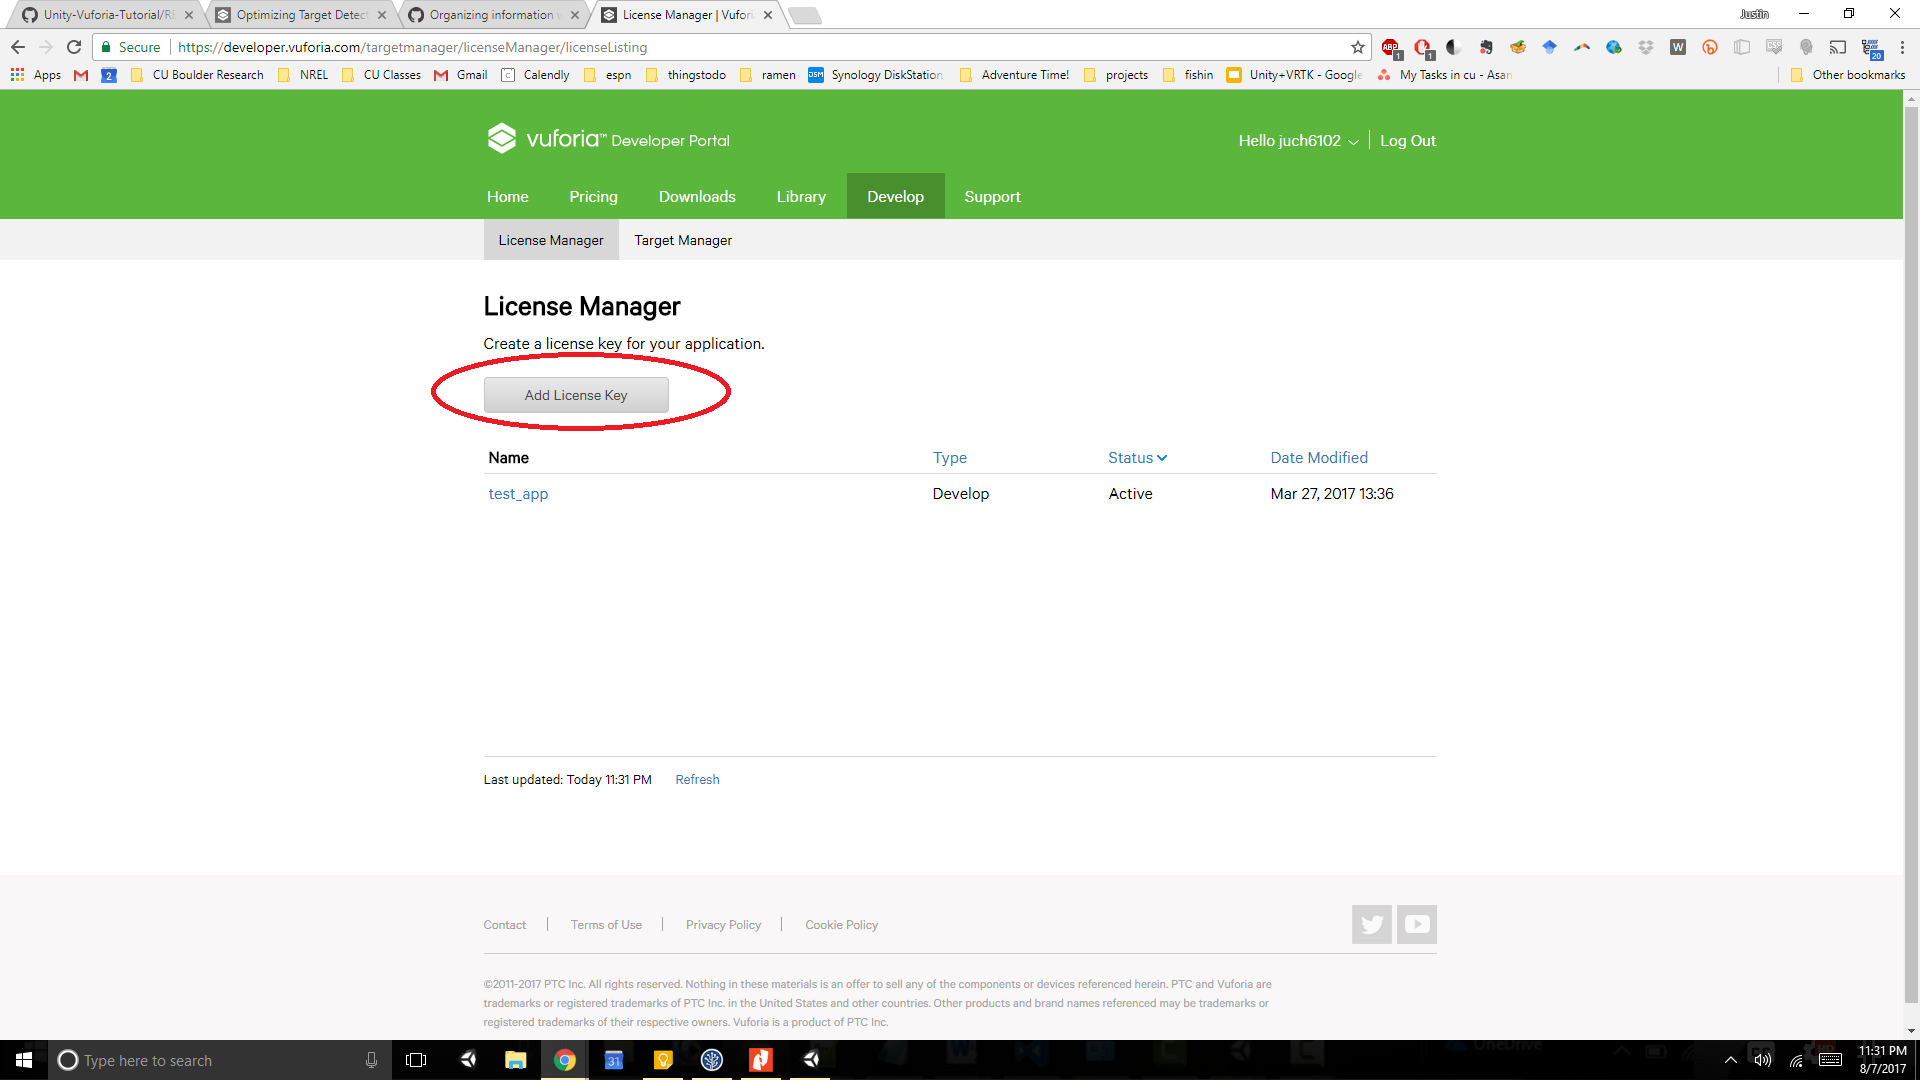 Unity-Vuforia-Tutorial/RE
Optimizing Target Detect
Organizing information w
License Manager | Vufori
Justin
Secure
https://developer.vuforia.com/targetmanager/licenseManager/licenseListing
Apps
2
CU Boulder Research
NREL
CU Classes
Gmail
Calendly
espn
thingstodo
ramen
DSM
Synology DiskStation
Adventure Time!
projects
fishin
Unity+VRTK - Google
My Tasks in cu - Asan
Other bookmarks
vuforia™ Developer Portal
Hello juch6102
Log Out
Home
Pricing
Downloads
Library
Develop
Support
License Manager
Target Manager
License Manager
Create a license key for your application.
Add License Key
Name Type Status Date Modified
test_app Develop Active Mar 27, 2017 13:36
Last updated: Today 11:31 PM Refresh
Contact
Terms of Use
Privacy Policy
Cookie Policy
©2011-2017 PTC Inc. All rights reserved. Nothing in these materials is an offer to sell any of the components or devices referenced herein. PTC and Vuforia are
trademarks or registered trademarks of PTC Inc. in the United States and other countries. Other products and brand names referenced may be trademarks or
registered trademarks of their respective owners. Vuforia is a product of PTC Inc.
Type here to search
31
11:31 PM
8/7/2017